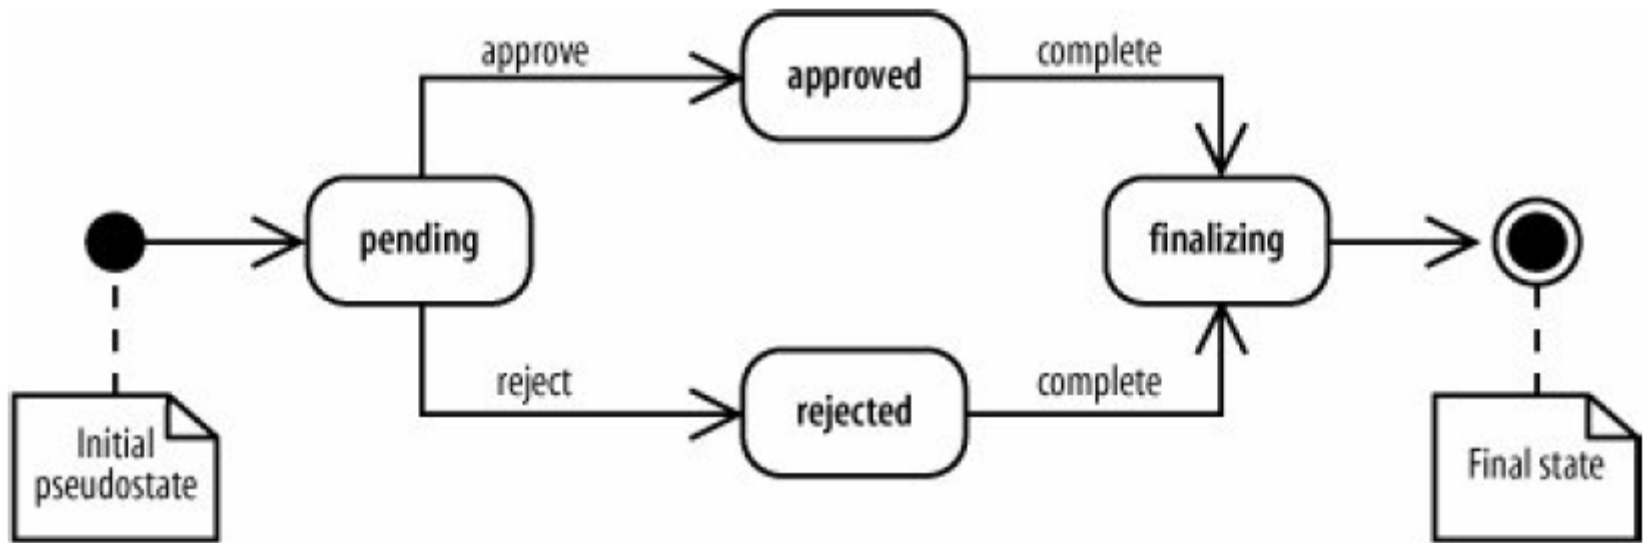 approve
approved
complete
pending
finalizing
reject
rejected
complete
Initial
pseudostate
Final state